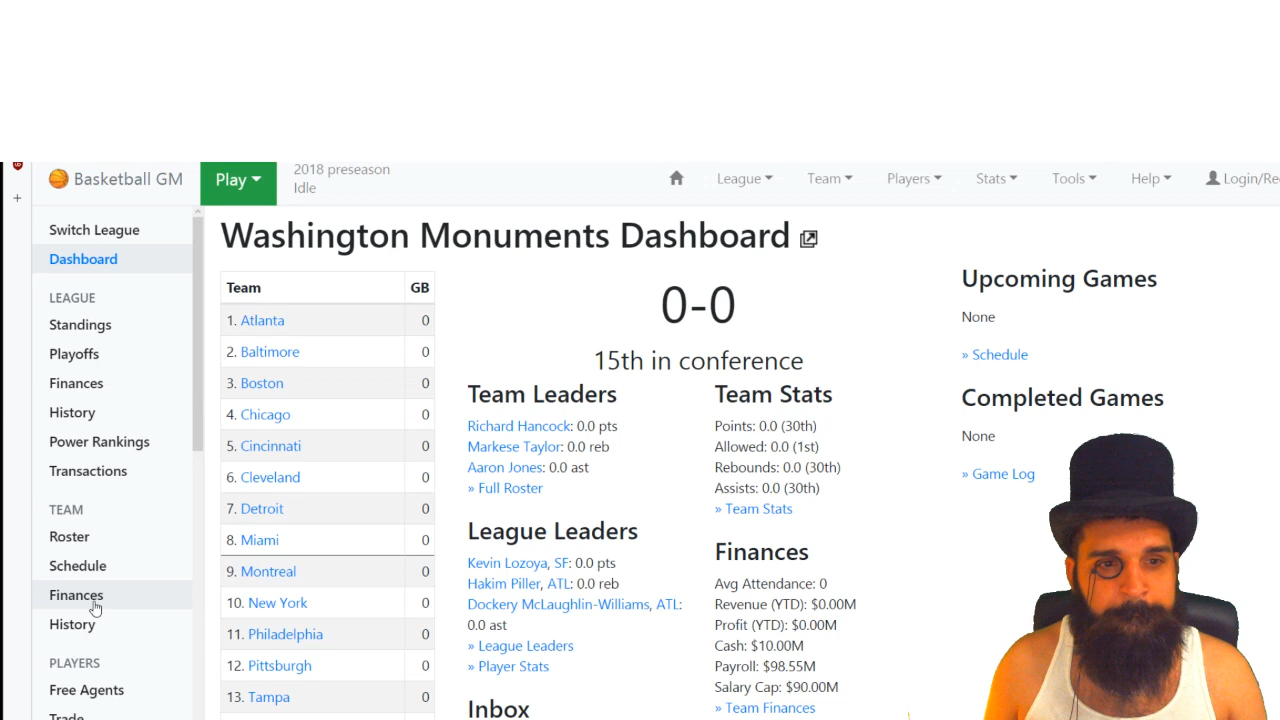 Basketball GM
Play
2018 preseason
Idle
League
Team
Players
Stats
Tools
Help
Switch League
Dashboard
LEAGUE
Standings
Playoffs
Finances
History
Power Rankings
Transactions
TEAM
Roster
Schedule
Finances
History
PLAYERS
Free Agents
Trade
Washington Monuments Dashboard
Team GB
1. Atlanta 0
2. Baltimore 0
3. Boston 0
4. Chicago 0
5. Cincinnati 0
6. Cleveland 0
7. Detroit 0
8. Miami 0
9. Montreal 0
10. New York 0
11. Philadelphia 0
12. Pittsburgh 0
13. Tampa 0
0-0
15th in conference
Team Leaders
Richard Hancock: 0.0 pts
Markese Taylor: 0.0 reb
Aaron Jones: 0.0 ast
» Full Roster
League Leaders
Kevin Lozoya, SF: 0.0 pts
Hakim Piller, ATL: 0.0 reb
Dockery McLaughlin-Williams, ATL:
0.0 ast
» League Leaders
» Player Stats
Inbox
Team Stats
Points: 0.0 (30th)
Allowed: 0.0 (1st)
Rebounds: 0.0 (30th)
Assists: 0.0 (30th)
» Team Stats
Finances
Avg Attendance: 0
Revenue (YTD): $0.00M
Profit (YTD): $0.00M
Cash: $10.00M
Payroll: $98.55M
Salary Cap: $90.00M
» Team Finances
Upcoming Games
None
» Schedule
Completed Games
None
» Game Log